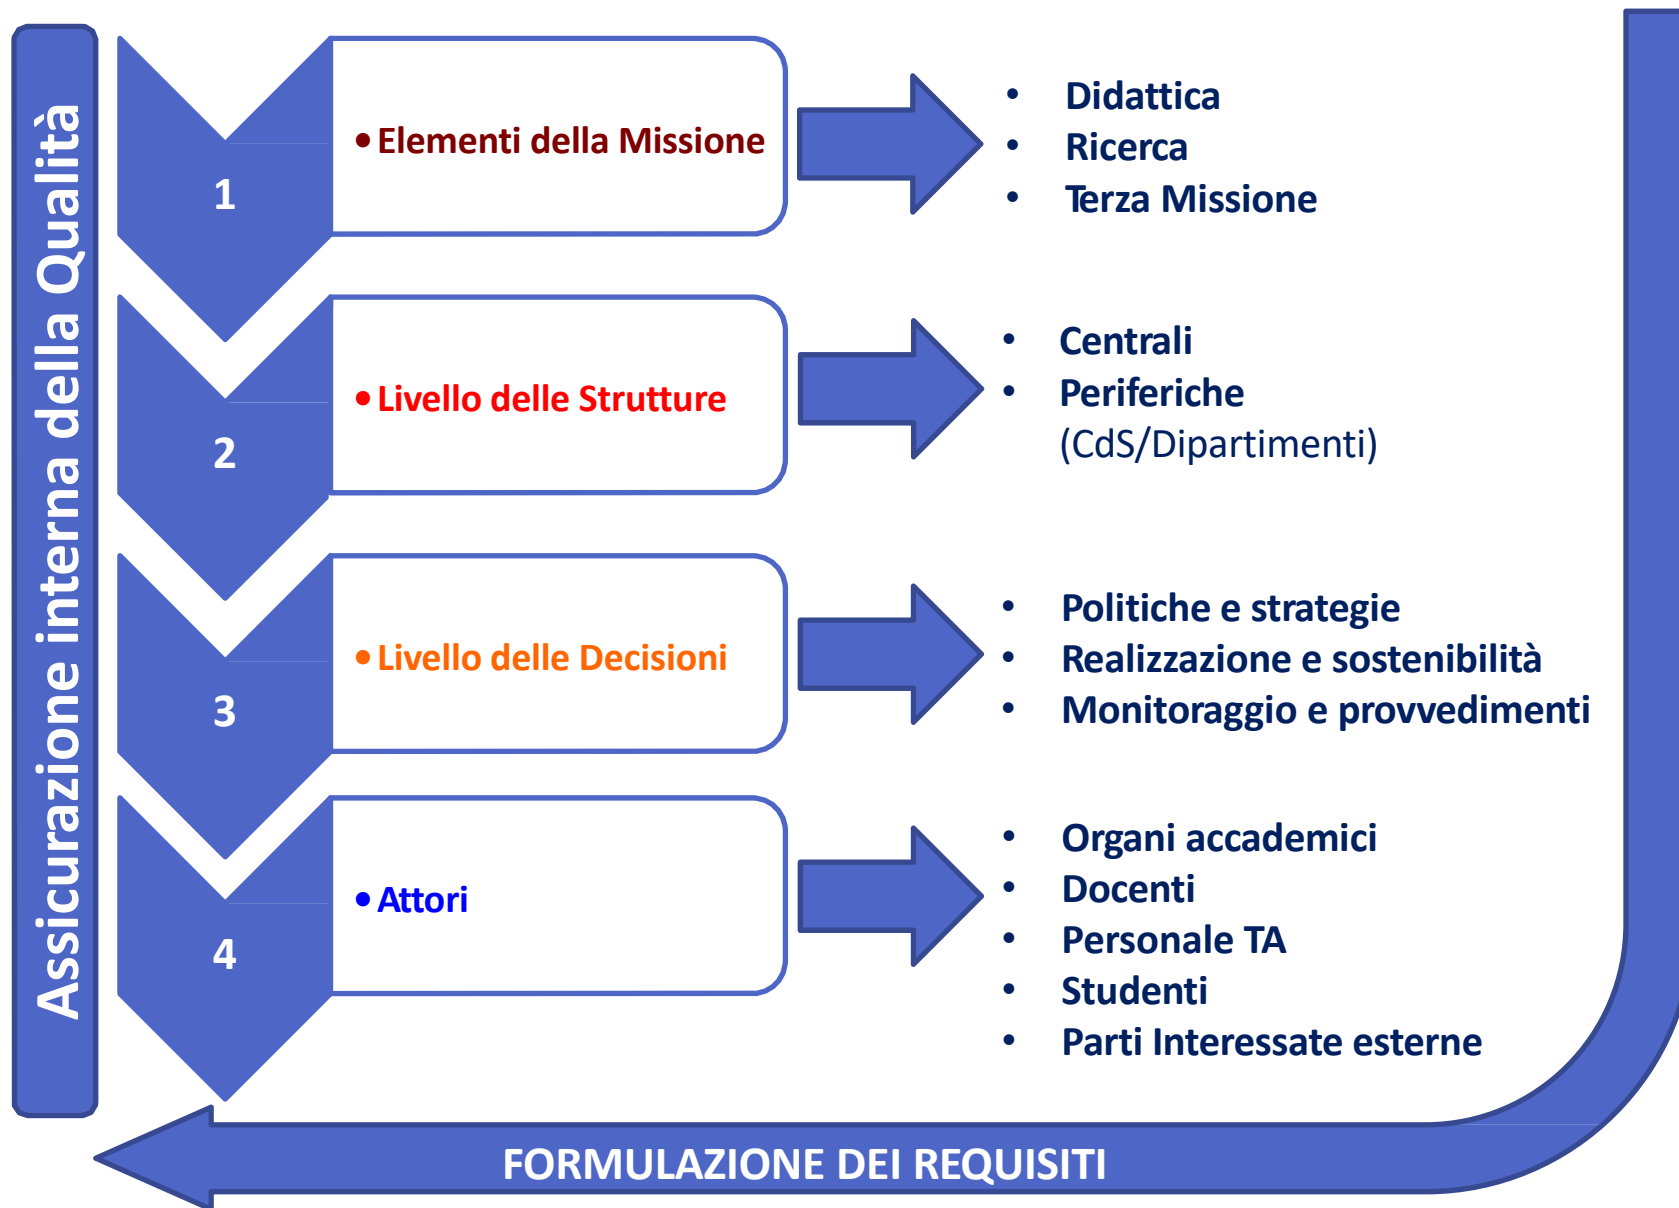 Assicurazione interna della Qualità
1
• Elementi della Missione
• Didattica
• Ricerca
• Terza Missione
2
• Livello delle Strutture
• Centrali
• Periferiche
(CdS/Dipartimenti)
3
• Livello delle Decisioni
• Politiche e strategie
• Realizzazione e sostenibilità
• Monitoraggio e provvedimenti
4
• Attori
• Organi accademici
• Docenti
• Personale TA
• Studenti
• Parti Interessate esterne
FORMULAZIONE DEI REQUISITI